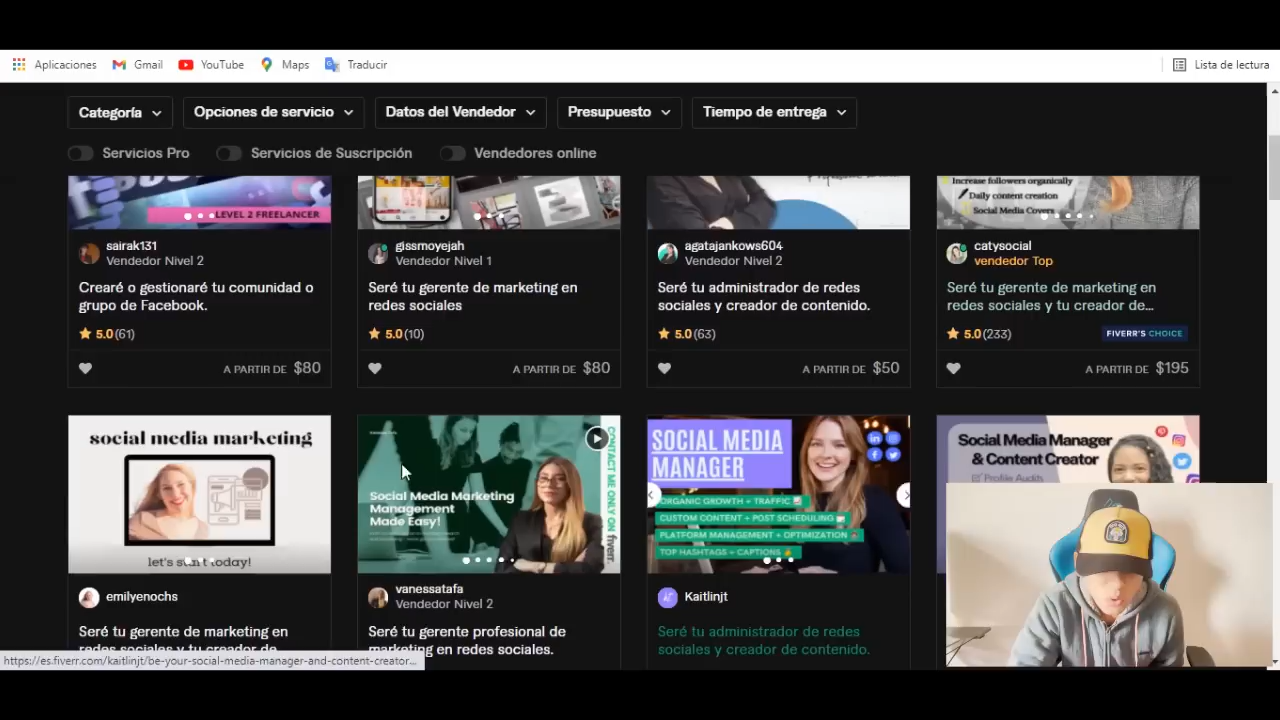 Aplicaciones
Gmail
YouTube
Maps
Traducir
Lista de lectura
Categoría
Opciones de servicio
Datos del Vendedor
Presupuesto
Tiempo de entrega
Servicios Pro
Servicios de Suscripción
Vendedores online
LEVEL 2 FREELANCER
Increase followers organically
Daily content creation
Social Media Covers
sairak131
Vendedor Nivel 2
Crearé o gestionaré tu comunidad o
grupo de Facebook.
5.0(61)
A PARTIR DE $80
gissmoyejah
Vendedor Nivel 1
Seré tu gerente de marketing en
redes sociales
5.0(10)
A PARTIR DE $80
agatajankows604
Vendedor Nivel 2
Seré tu administrador de redes
sociales y creador de contenido.
5.0(63)
A PARTIR DE $50
catysocial
vendedor Top
Seré tu gerente de marketing en
redes sociales y tu creador de...
5.0(233)
FIVERR'S CHOICE
A PARTIR DE $195
social media marketing
let's start today!
emilyenochs
Seré tu gerente de marketing en
redes sociales y tu creador de
Social Media Marketing
Management
Made Easy!
CONTACT ME ONLY ON fiverr.
vanessatafa
Vendedor Nivel 2
Seré tu gerente profesional de
marketing en redes sociales.
SOCIAL MEDIA
MANAGER
ORGANIC GROWTH + TRAFFIC
CUSTOM CONTENT + POST SCHEDULING
PLATFORM MANAGEMENT + OPTIMIZATION
TOP HASHTAGS + CAPTIONS
Kaitlinjt
Seré tu administrador de redes
sociales y creador de contenido.
Social Media Manager
& Content Creator
Profile Audits
https://es.fiverr.com/kaitlinjt/be-your-social-media-manager-and-content-creator...